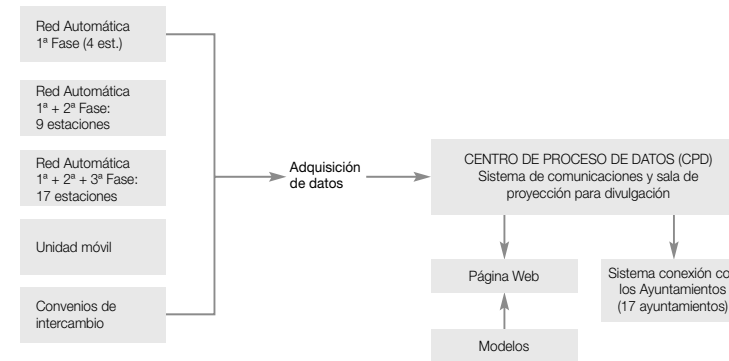 Red Automática
1ª Fase (4 est.)
Red Automática
1ª + 2ª Fase:
9 estaciones
Red Automática
1ª + 2ª + 3ª Fase:
17 estaciones
Unidad móvil
Convenios de
intercambio
Adquisición
de datos
CENTRO DE PROCESO DE DATOS (CPD)
Sistema de comunicaciones y sala de
proyección para divulgación
Página Web
Modelos
Sistema conexión co
los Ayuntamientos
(17 ayuntamientos)